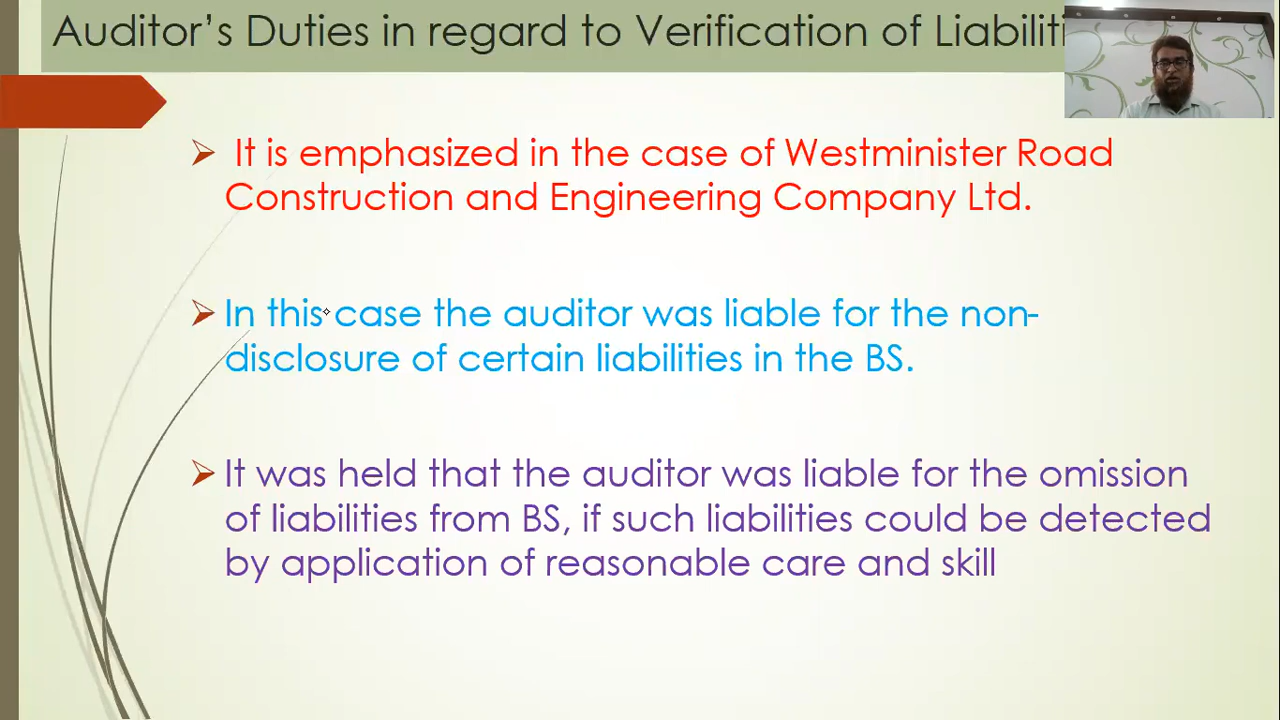 Auditor's Duties in regard to Verification of Liabiliti
➢ It is emphasized in the case of Westminister Road
Construction and Engineering Company Ltd.
➢ In this case the auditor was liable for the non-
disclosure of certain liabilities in the BS.
➢ It was held that the auditor was liable for the omission
of liabilities from BS, if such liabilities could be detected
by application of reasonable care and skill